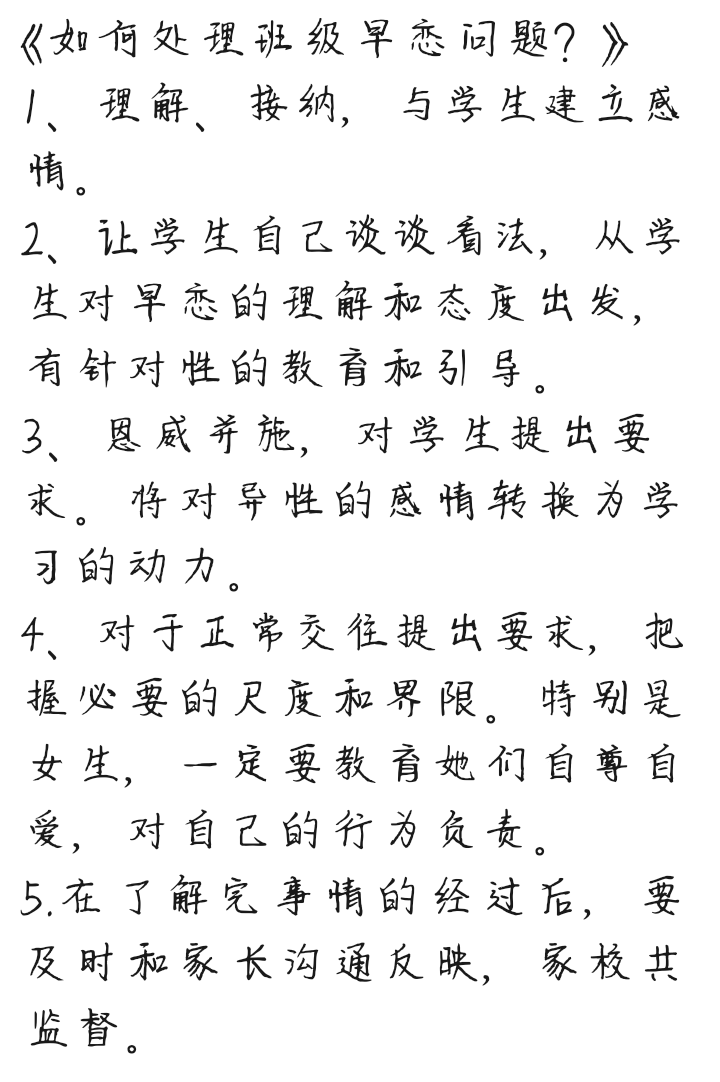 《如何处理班级早恋问题？》
1、理解、接纳，与学生建立感
情。
2、让学生自己谈谈看法，从学
生对早恋的理解和态度出发，
有针对性的教育和引导。
3、恩威并施，对学生提出要
求。将对异性的感情转换为学
习的动力。
4、对于正常交往提出要求，把
握必要的尺度和界限。特别是
女生，一定要教育她们自尊自
爱，对自己的行为负责。
5.在了解完事情的经过后，要
及时和家长沟通反映，家校共
监督。